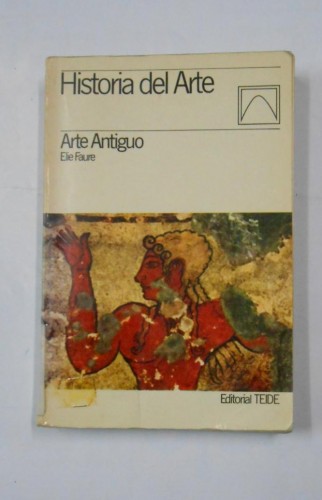 Historia del Arte
Arte Antiguo
Elie Faure
Editorial TEIDE